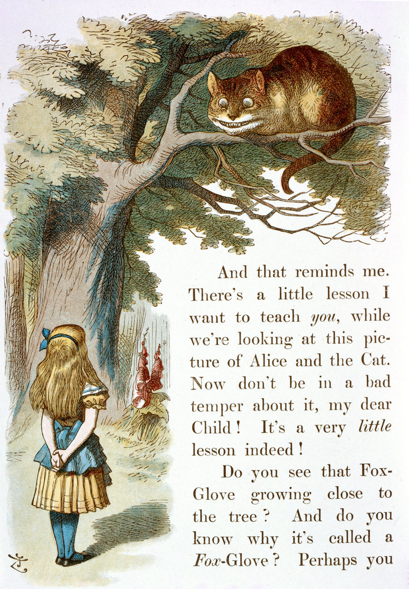 And that reminds me.
There's a little lesson I
want to teach you, while
we're looking at this pic-
ture of Alice and the Cat.
Now don't be in a bad
temper about it, my dear
Child! It's a very little
lesson indeed!
Do you see that Fox-
Glove growing close to
the tree? And do you
know why it's called a
Fox-Glove? Perhaps you